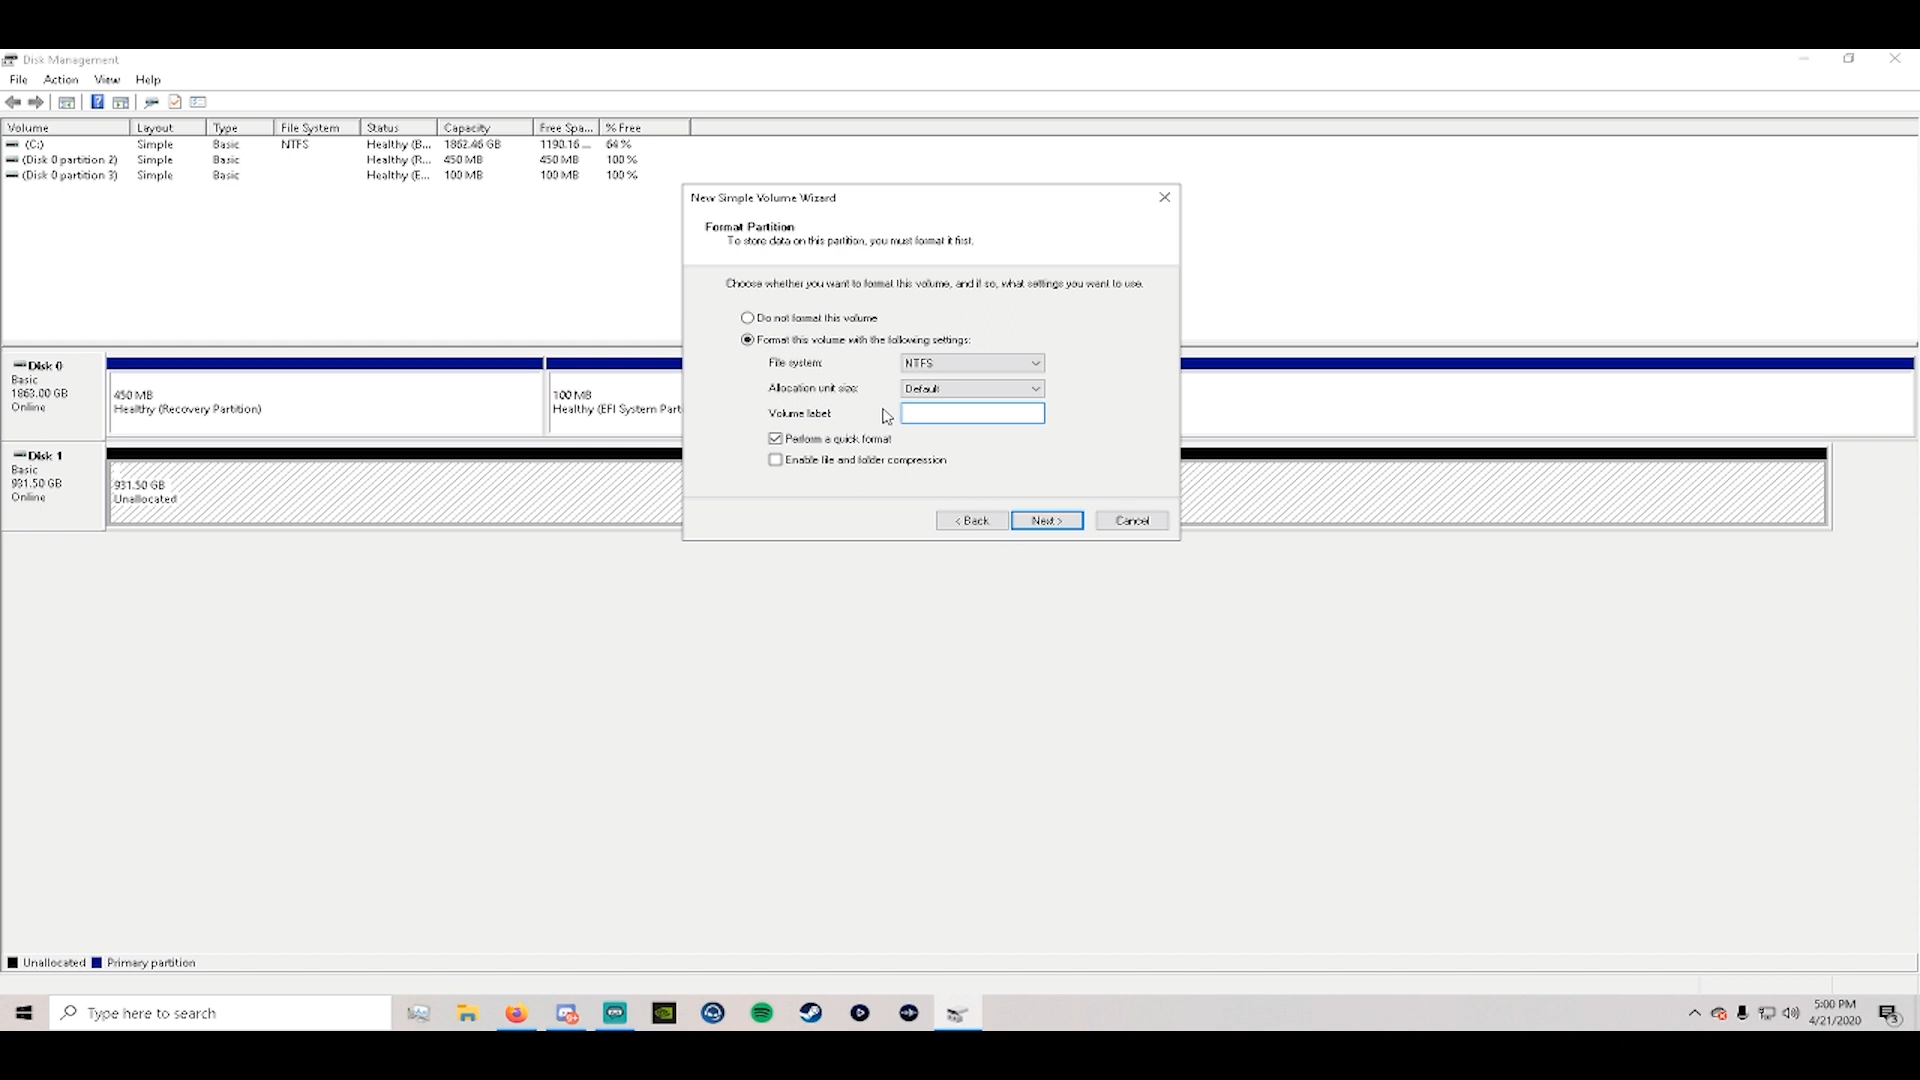 Disk Management
File Action View Help
Volume Layout Type File System Status Capacity Free Spa... % Free
(C:) Simple Basic NTFS Healthy (B... 1862.46 GB 1190.16 ... 64 %
(Disk 0 partition 2) Simple Basic Healthy (R... 450 MB 450 MB 100 %
(Disk 0 partition 3) Simple Basic Healthy (E... 100 MB 100 MB 100 %
New Simple Volume Wizard
Format Partition
To store data on this partition, you must format it first.
Choose whether you want to format this volume, and if so, what settings you want to use.
Do not format this volume
Format this volume with the following settings:
File system: NTFS
Allocation unit size: Default
Volume label:
Perform a quick format
Enable file and folder compression
< Back Next > Cancel
Disk 0
Basic
1863.00 GB
Online
450 MB
Healthy (Recovery Partition)
100 MB
Healthy (EFI System Part
Disk 1
Basic
931.50 GB
Online
931.50 GB
Unallocated
Unallocated Primary partition
Type here to search
5:00 PM
4/21/2020
3